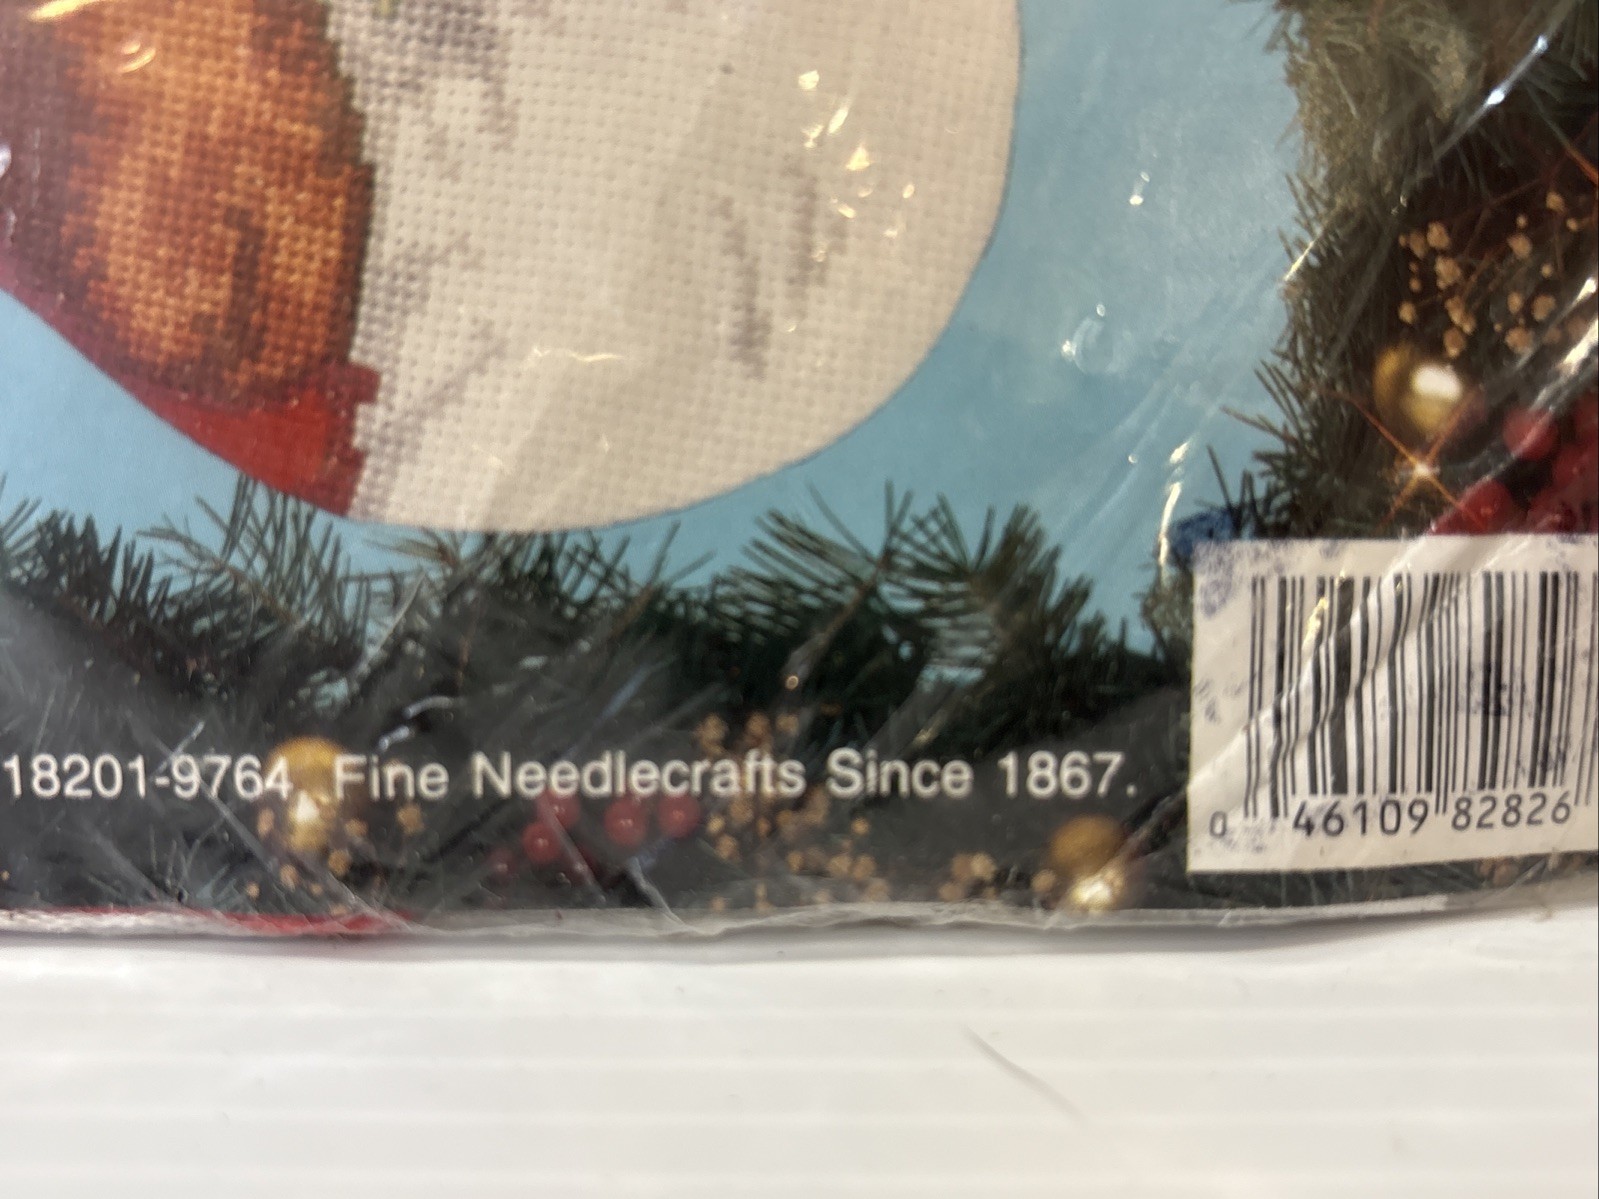 18201-9764. Fine Needlecrafts Since 1867.
0 46109 82826